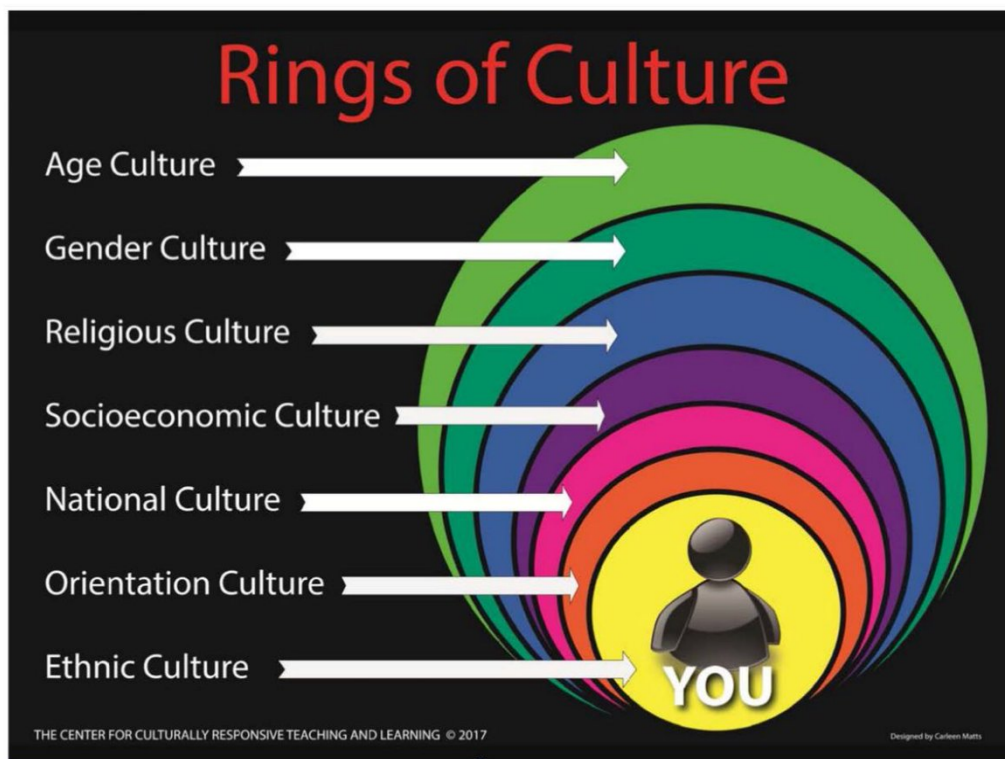 Rings of Culture
Age Culture
Gender Culture
Religious Culture
Socioeconomic Culture
National Culture
Orientation Culture
Ethnic Culture
YOU
THE CENTER FOR CULTURALLY RESPONSIVE TEACHING AND LEARNING © 2017
Designed by Carleen Matts